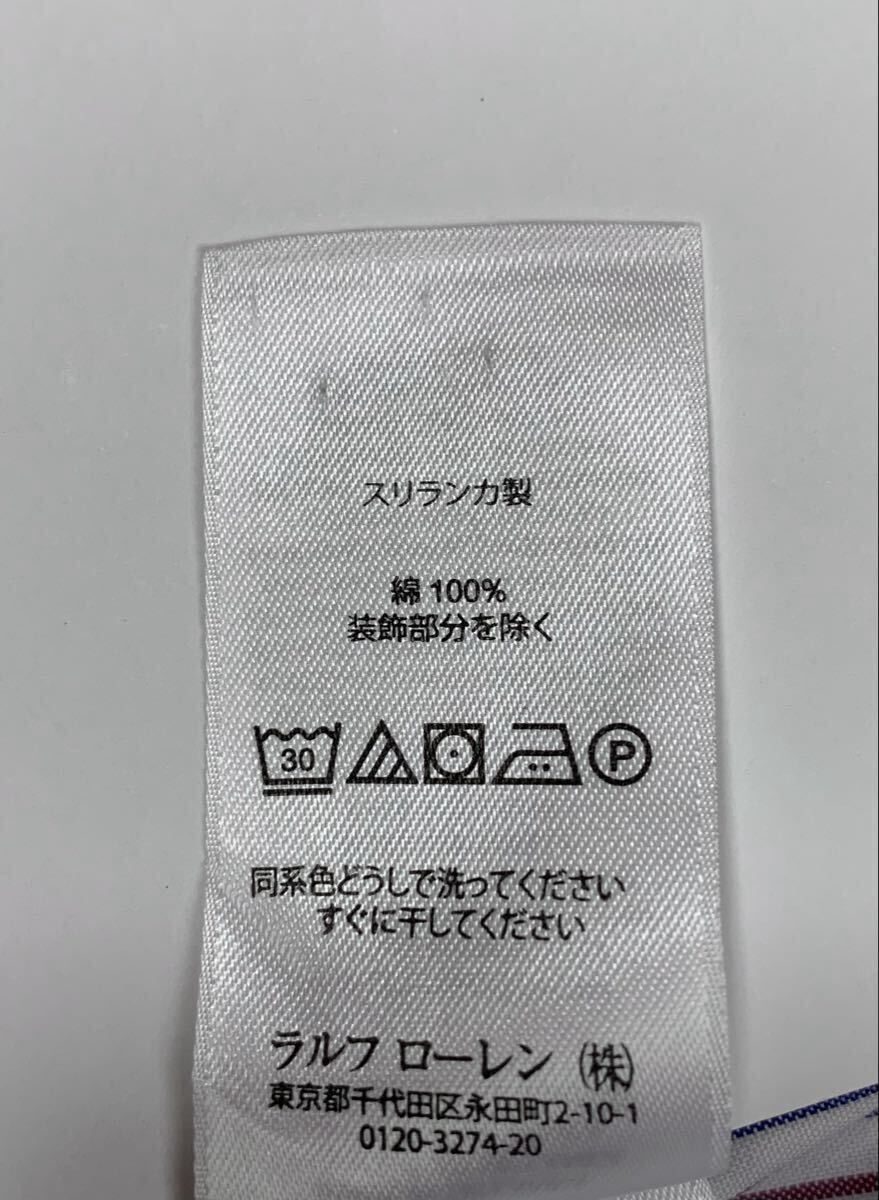 スリランカ製
綿 100%
装飾部分を除く
30 P
同系色どうしで洗ってください
すぐに干してください
ラルフ ローレン (株)
東京都千代田区永田町2-10-1
0120-3274-20